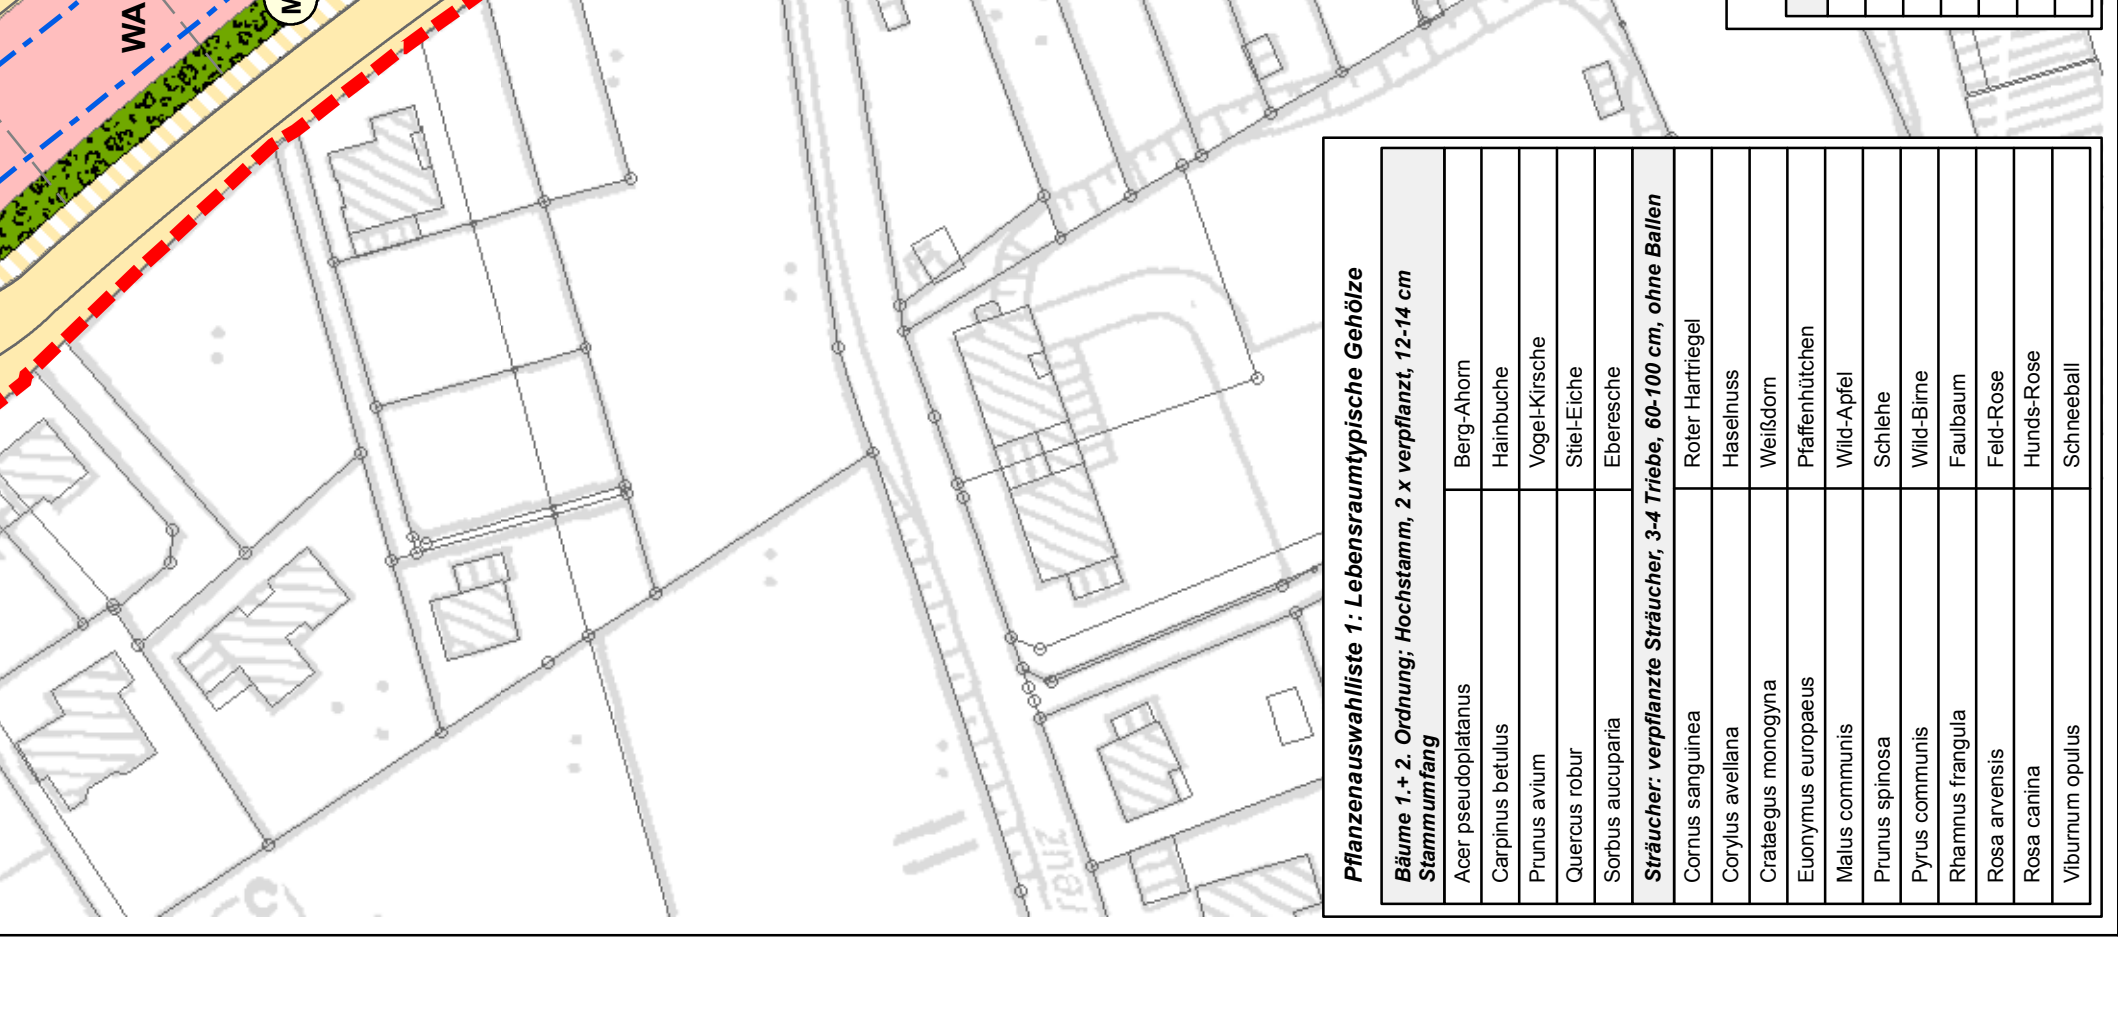 WA
M
Pflanzenauswahlliste 1: Lebensraumtypische Gehölze
Bäume 1.+ 2. Ordnung; Hochstamm, 2 x verpflanzt, 12-14 cm
Stammumfang
Acer pseudoplatanus Berg-Ahorn
Carpinus betulus Hainbuche
Prunus avium Vogel-Kirsche
Quercus robur Stiel-Eiche
Sorbus aucuparia Eberesche
Sträucher: verpflanzte Sträucher, 3-4 Triebe, 60-100 cm, ohne Ballen
Cornus sanguinea Roter Hartriegel
Corylus avellana Haselnuss
Crataegus monogyna Weißdorn
Euonymus europaeus Pfaffenhütchen
Malus communis Wild-Apfel
Prunus spinosa Schlehe
Pyrus communis Wild-Birne
Rhamnus frangula Faulbaum
Rosa arvensis Feld-Rose
Rosa canina Hunds-Rose
Viburnum opulus Schneeball